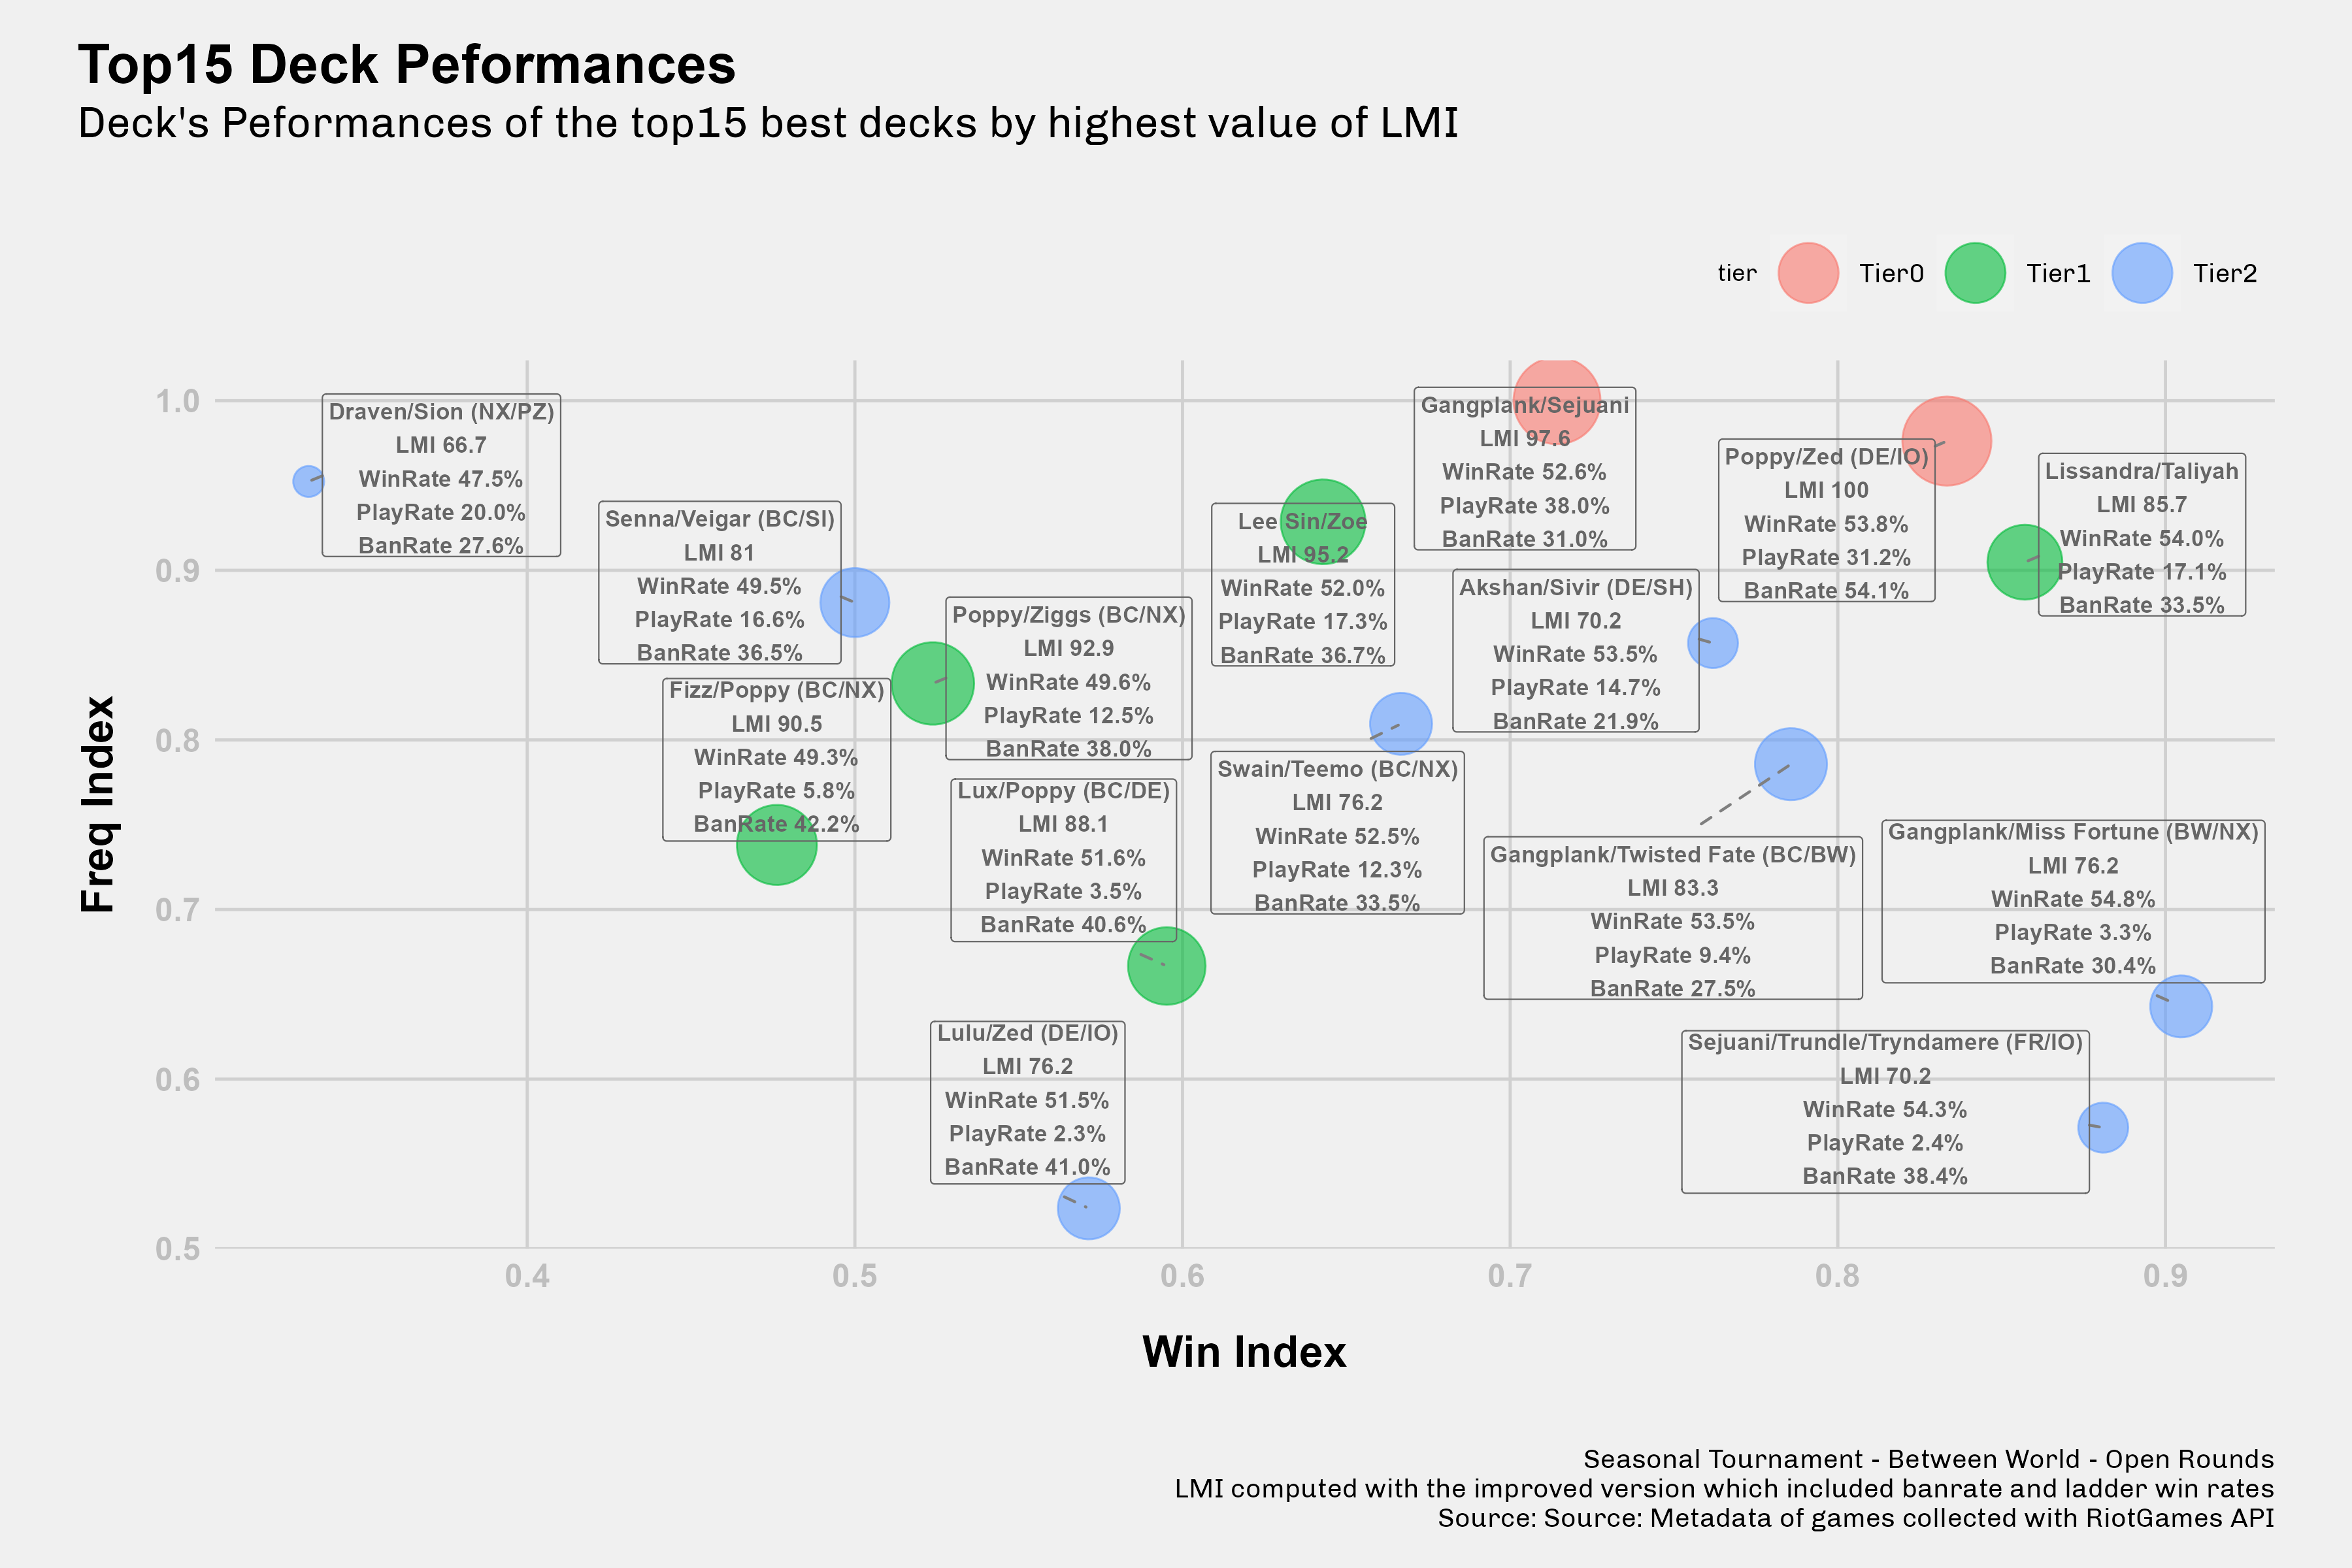 Top15 Deck Peformances
Deck's Peformances of the top15 best decks by highest value of LMI
tier
Tier0
Tier1
Tier2
Freq Index
1.0
0.9
0.8
0.7
0.6
0.5
Draven/Sion (NX/PZ)
LMI 66.7
WinRate 47.5%
PlayRate 20.0%
BanRate 27.6%
Senna/Veigar (BC/SI)
LMI 81
WinRate 49.5%
PlayRate 16.6%
BanRate 36.5%
Fizz/Poppy (BC/NX)
LMI 90.5
WinRate 49.3%
PlayRate 5.8%
BanRate 42.2%
Poppy/Ziggs (BC/NX)
LMI 92.9
WinRate 49.6%
PlayRate 12.5%
BanRate 38.0%
Lux/Poppy (BC/DE)
LMI 88.1
WinRate 51.6%
PlayRate 3.5%
BanRate 40.6%
Lulu/Zed (DE/IO)
LMI 76.2
WinRate 51.5%
PlayRate 2.3%
BanRate 41.0%
Lee Sin/Zoe
LMI 95.2
WinRate 52.0%
PlayRate 17.3%
BanRate 36.7%
Swain/Teemo (BC/NX)
LMI 76.2
WinRate 52.5%
PlayRate 12.3%
BanRate 33.5%
Gangplank/Sejuani
LMI 97.6
WinRate 52.6%
PlayRate 38.0%
BanRate 31.0%
Akshan/Sivir (DE/SH)
LMI 70.2
WinRate 53.5%
PlayRate 14.7%
BanRate 21.9%
Gangplank/Twisted Fate (BC/BW)
LMI 83.3
WinRate 53.5%
PlayRate 9.4%
BanRate 27.5%
Poppy/Zed (DE/IO)
LMI 100
WinRate 53.8%
PlayRate 31.2%
BanRate 54.1%
Lissandra/Taliyah
LMI 85.7
WinRate 54.0%
PlayRate 17.1%
BanRate 33.5%
Gangplank/Miss Fortune (BW/NX)
LMI 76.2
WinRate 54.8%
PlayRate 3.3%
BanRate 30.4%
Sejuani/Trundle/Tryndamere (FR/IO)
LMI 70.2
WinRate 54.3%
PlayRate 2.4%
BanRate 38.4%
0.4
0.5
0.6
0.7
0.8
0.9
Win Index
Seasonal Tournament - Between World - Open Rounds
LMI computed with the improved version which included banrate and ladder win rates
Source: Source: Metadata of games collected with RiotGames API